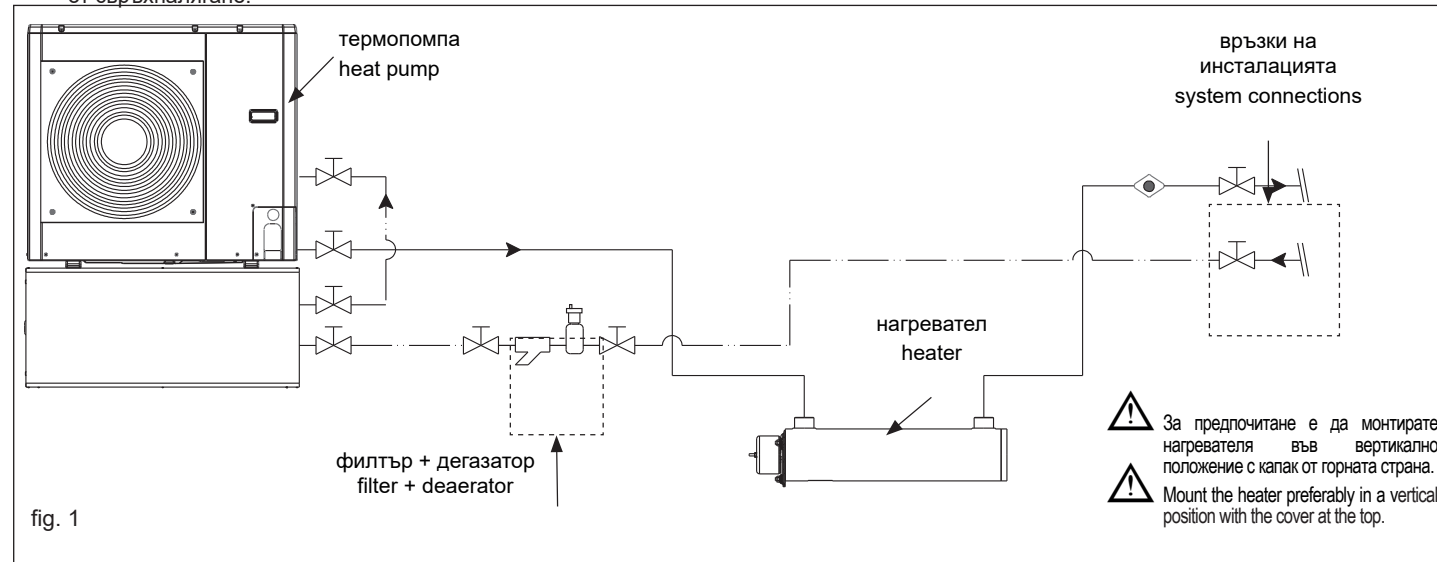 от свръхналягане.
термопомпа
heat pump
връзки на
инсталацията
system connections
нагревател
heater
филтър + дегазатор
filter + deaerator
За предпочитане е да монтирате
нагревателя във вертикално
положение с капак от горната страна.
Mount the heater preferably in a vertical
position with the cover at the top.
fig. 1